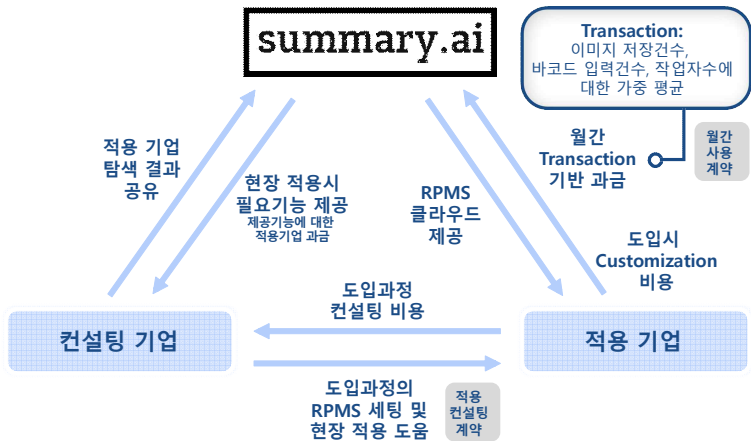 summary.ai
Transaction:
이미지 저장건수,
바코드 입력건수, 작업자수에
대한 가중 평균
적용 기업
탐색 결과
공유
현장 적용시
필요기능 제공
제공기능에 대한
적용기업 과금
RPMS
클라우드
제공
월간
Transaction
기반 과금
월간
사용
계약
도입시
Customization
비용
컨설팅 기업
도입과정
컨설팅 비용
적용 기업
도입과정의
RPMS 세팅 및
현장 적용 도움
적용
컨설팅
계약